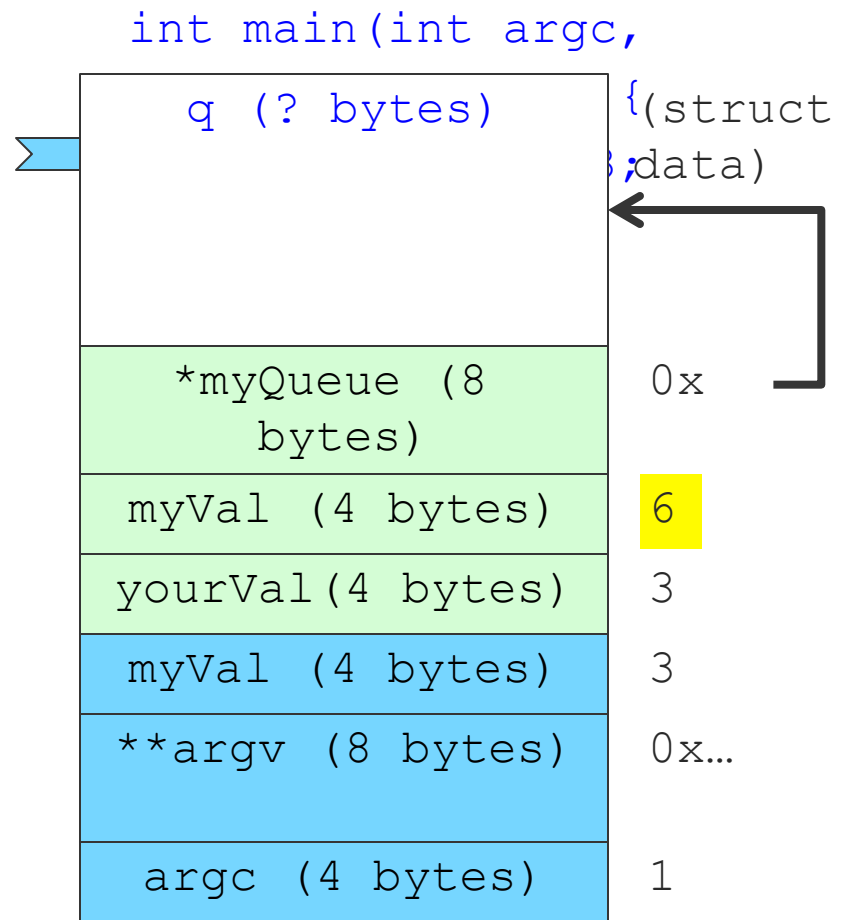 int main(int argc,
q (? bytes) {(struct
;data)
*myQueue (8 0x
bytes)
myVal (4 bytes) 6
yourVal(4 bytes) 3
myVal (4 bytes) 3
**argv (8 bytes) 0x…
argc (4 bytes) 1